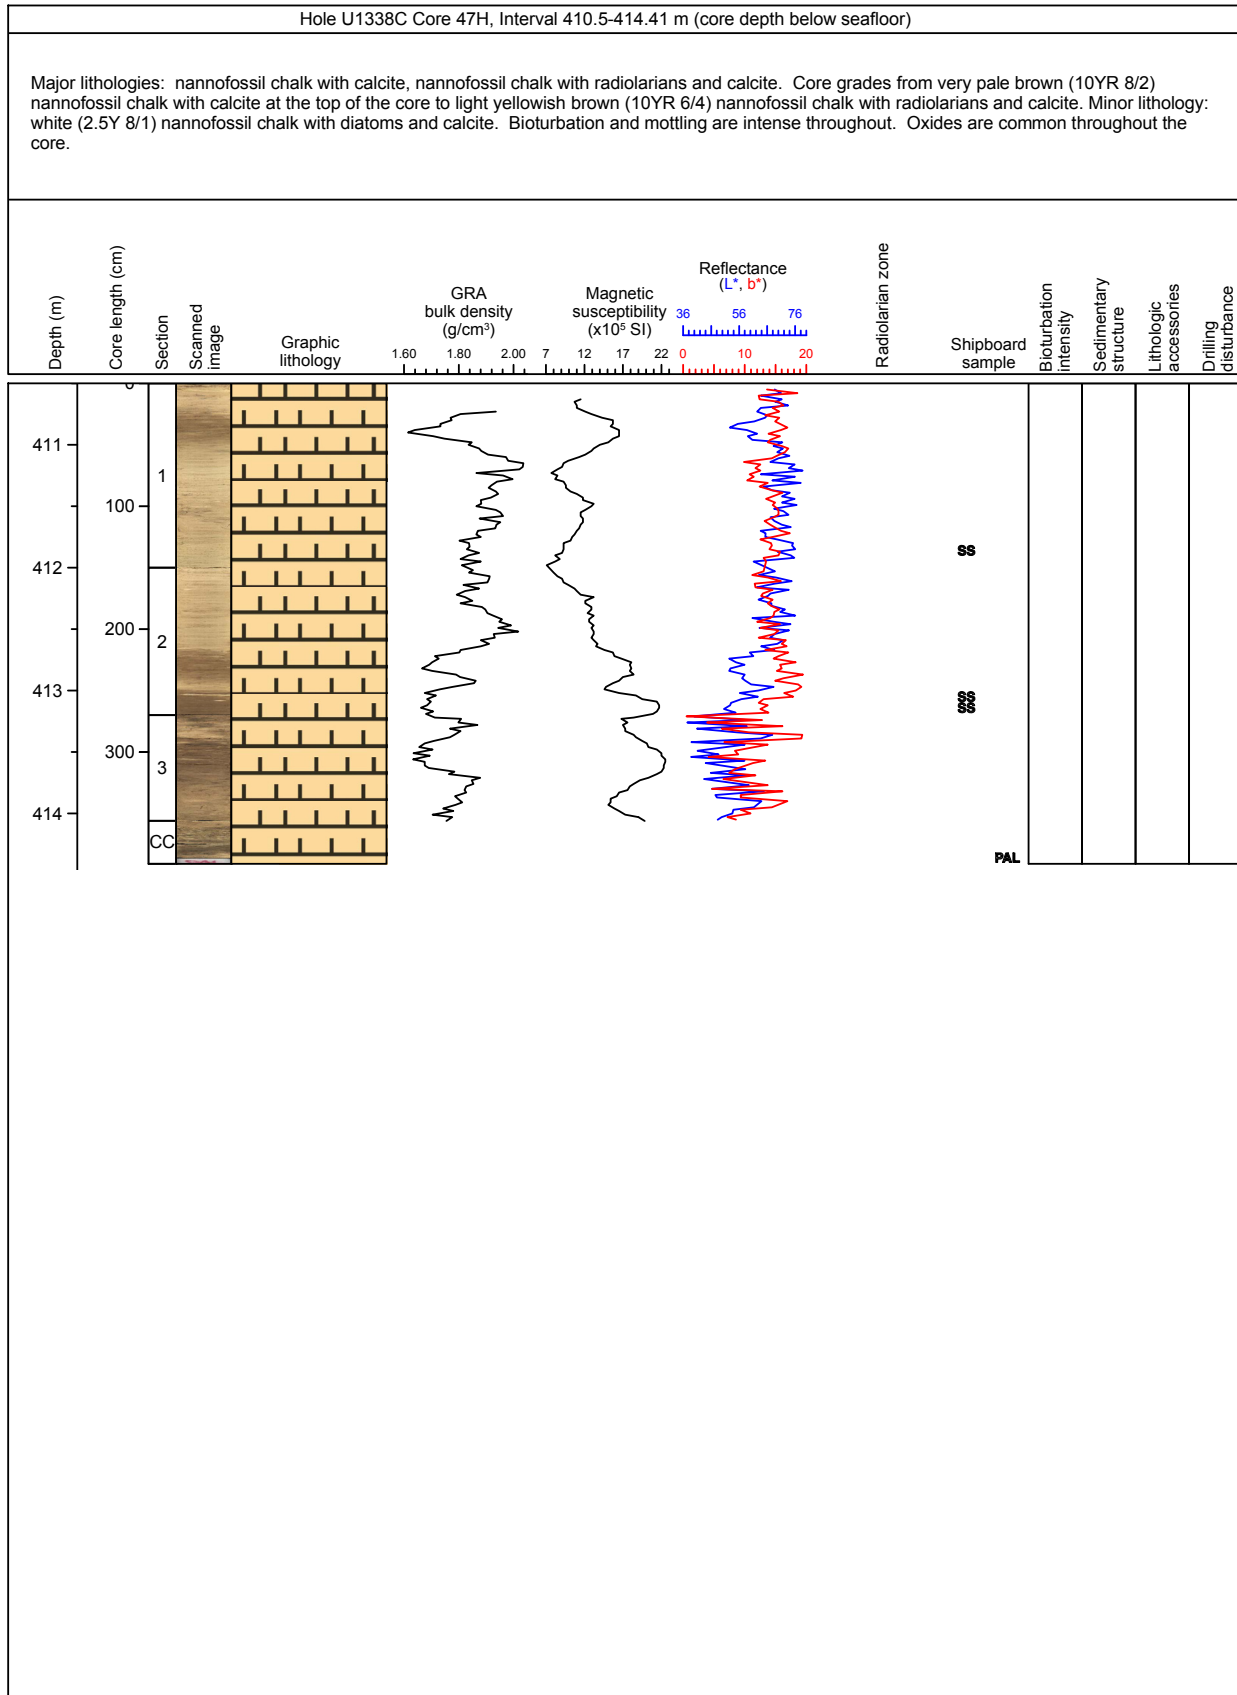 Hole U1338C Core 47H, Interval 410.5-414.41 m (core depth below seafloor)
Major lithologies: nannofossil chalk with calcite, nannofossil chalk with radiolarians and calcite. Core grades from very pale brown (10YR 8/2)
nannofossil chalk with calcite at the top of the core to light yellowish brown (10YR 6/4) nannofossil chalk with radiolarians and calcite. Minor lithology:
white (2.5Y 8/1) nannofossil chalk with diatoms and calcite. Bioturbation and mottling are intense throughout. Oxides are common throughout the
core.
Depth (m)
Core length (cm)
Section
Scanned
image
Graphic
lithology
GRA
bulk density
(g/cm³)
1.60 1.80 2.00
Magnetic
susceptibility
(x10⁵ SI)
7 12 17 22
Reflectance
(L*, b*)
36 56 76
0 10 20
Radiolarian zone
Shipboard
sample
Bioturbation
intensity
Sedimentary
structure
Lithologic
accessories
Drilling
disturbance
0
411
1
100
SS
412
200
2
413
SS
SS
300
3
414
CC
PAL